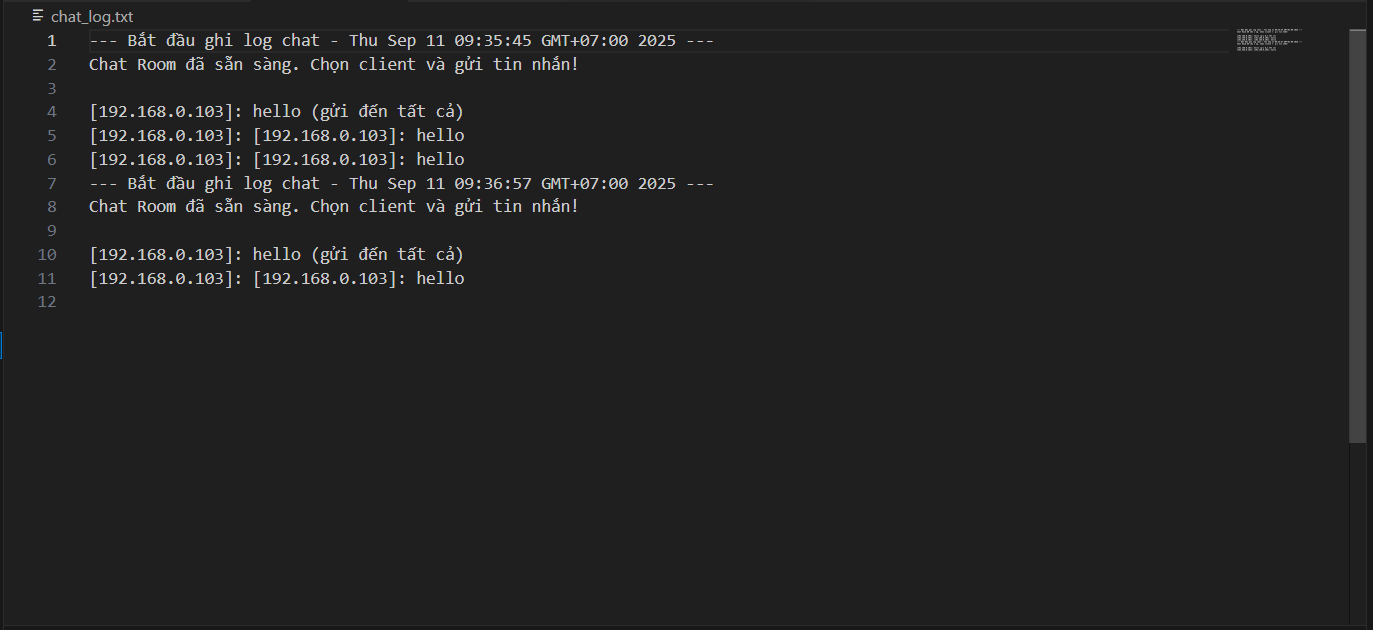 chat_log.txt
1 --- Bắt đầu ghi log chat - Thu Sep 11 09:35:45 GMT+07:00 2025 ---
2 Chat Room đã sẵn sàng. Chọn client và gửi tin nhắn!
3
4 [192.168.0.103]: hello (gửi đến tất cả)
5 [192.168.0.103]: [192.168.0.103]: hello
6 [192.168.0.103]: [192.168.0.103]: hello
7 --- Bắt đầu ghi log chat - Thu Sep 11 09:36:57 GMT+07:00 2025 ---
8 Chat Room đã sẵn sàng. Chọn client và gửi tin nhắn!
9
10 [192.168.0.103]: hello (gửi đến tất cả)
11 [192.168.0.103]: [192.168.0.103]: hello
12